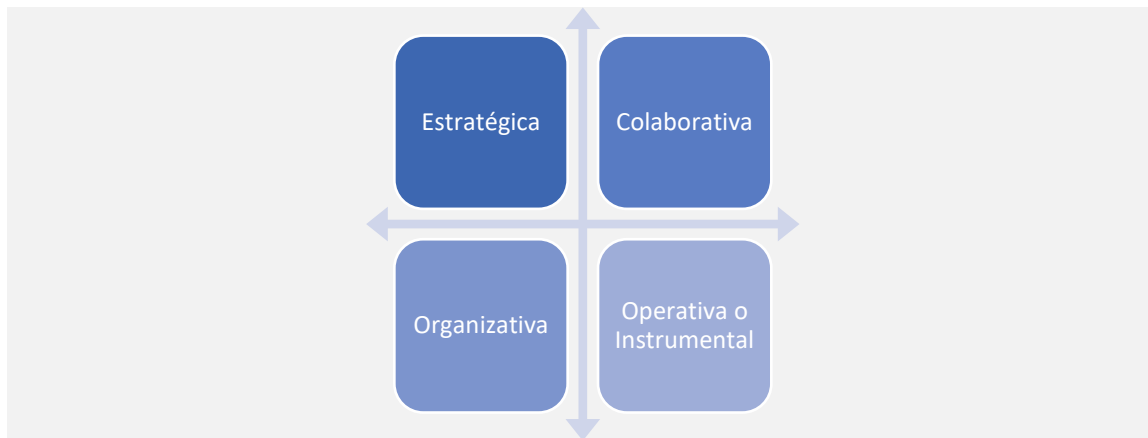 Estratégica
Colaborativa
Organizativa
Operativa o
Instrumental